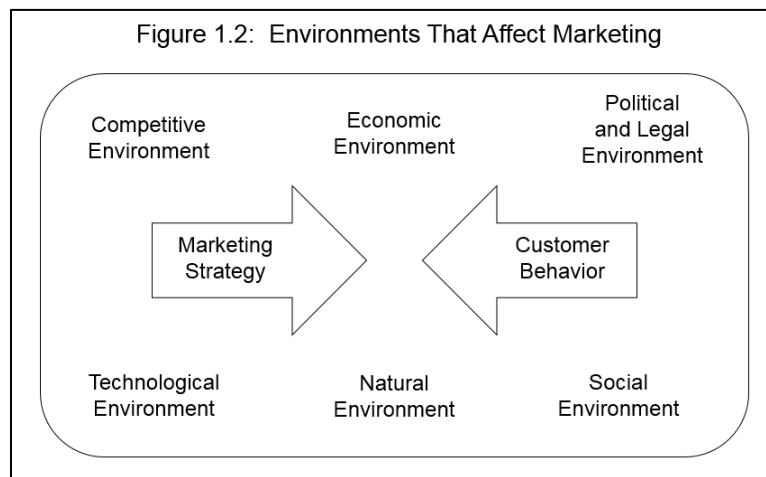 Figure 1.2: Environments That Affect Marketing
Competitive
Environment
Economic
Environment
Political
and Legal
Environment
Marketing
Strategy
Customer
Behavior
Technological
Environment
Natural
Environment
Social
Environment